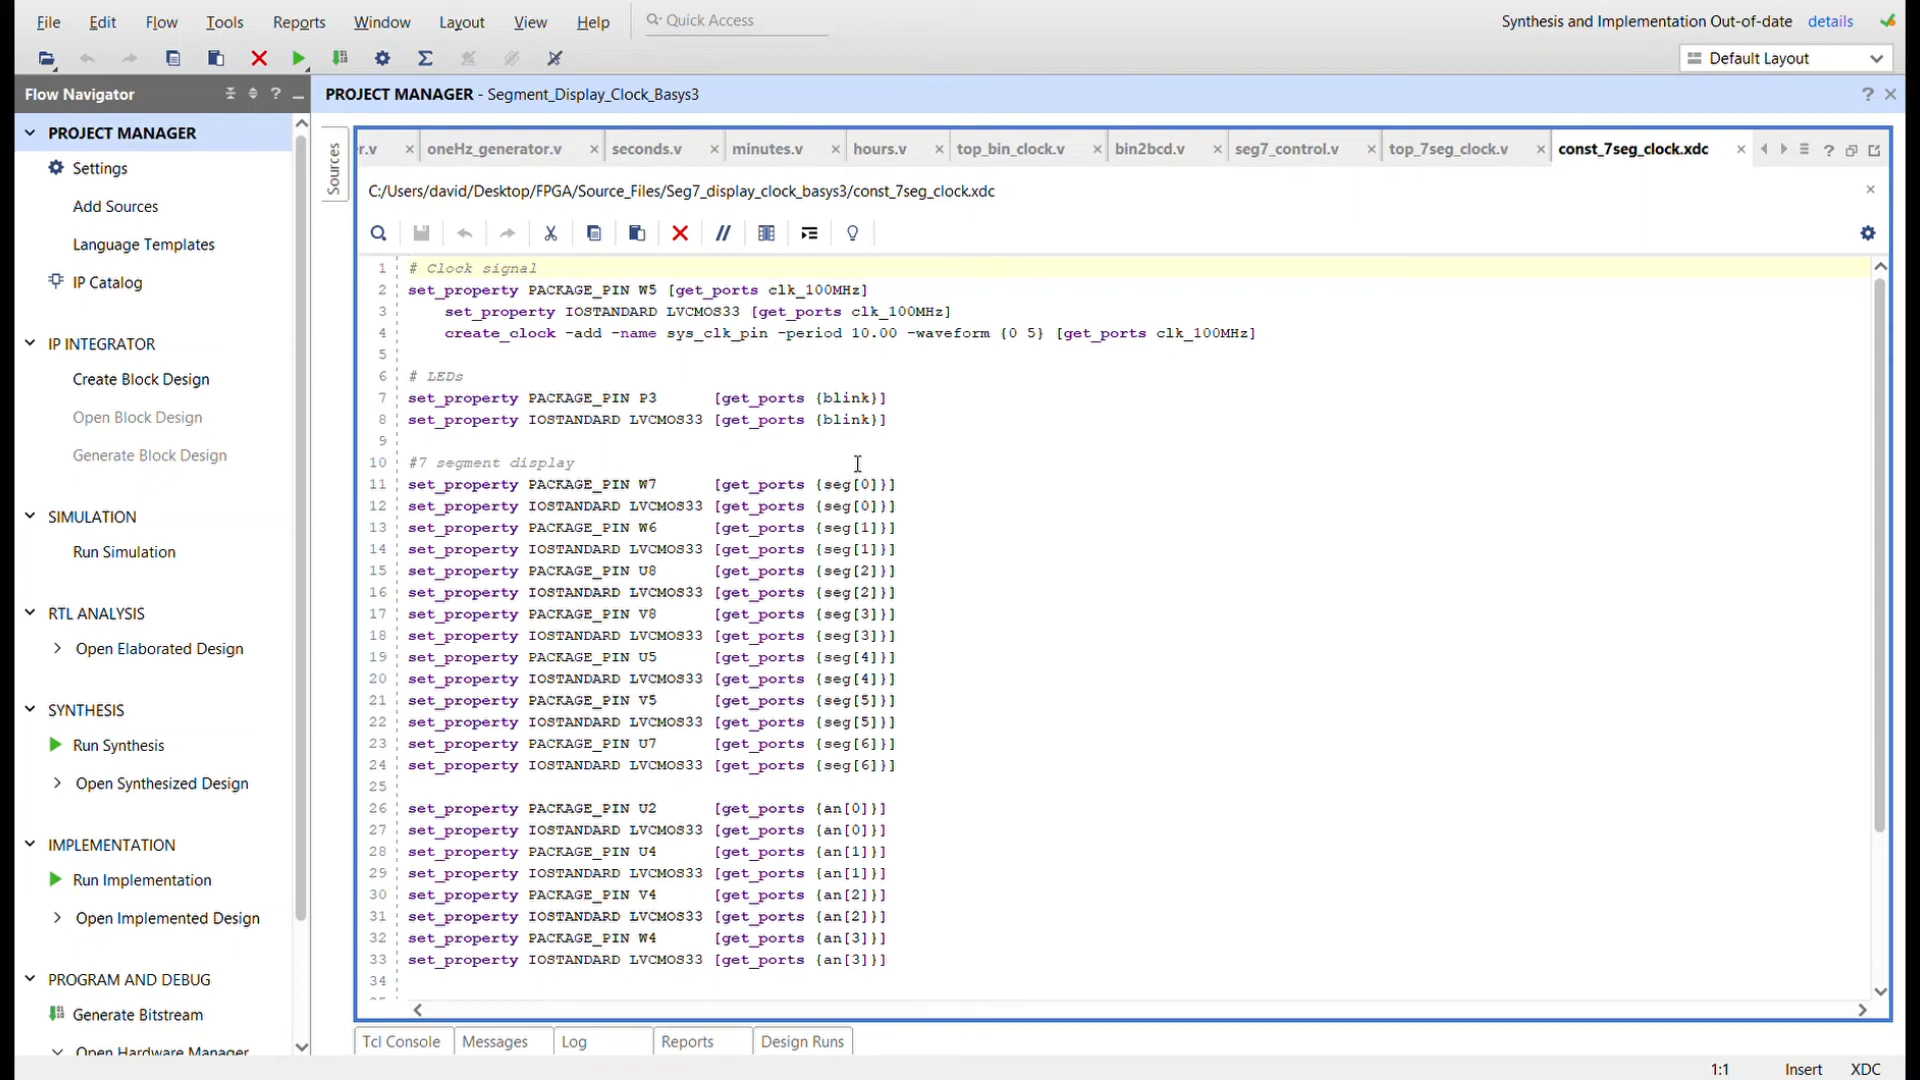 File Edit Flow Tools Reports Window Layout View Help Quick Access Synthesis and Implementation Out-of-date details
Default Layout
Flow Navigator ? PROJECT MANAGER - Segment_Display_Clock_Basys3 ?
PROJECT MANAGER
Settings
Add Sources
Language Templates
IP Catalog
IP INTEGRATOR
Create Block Design
Open Block Design
Generate Block Design
SIMULATION
Run Simulation
RTL ANALYSIS
Open Elaborated Design
SYNTHESIS
Run Synthesis
Open Synthesized Design
IMPLEMENTATION
Run Implementation
Open Implemented Design
PROGRAM AND DEBUG
Generate Bitstream
Open Hardware Manager
Sources
r.v oneHz_generator.v seconds.v minutes.v hours.v top_bin_clock.v bin2bcd.v seg7_control.v top_7seg_clock.v const_7seg_clock.xdc ?
C:/Users/david/Desktop/FPGA/Source_Files/Seg7_display_clock_basys3/const_7seg_clock.xdc
1 # Clock signal
2 set_property PACKAGE_PIN W5 [get_ports clk_100MHz]
3 set_property IOSTANDARD LVCMOS33 [get_ports clk_100MHz]
4 create_clock -add -name sys_clk_pin -period 10.00 -waveform {0 5} [get_ports clk_100MHz]
5
6 # LEDs
7 set_property PACKAGE_PIN P3 [get_ports {blink}]
8 set_property IOSTANDARD LVCMOS33 [get_ports {blink}]
9
10 #7 segment display
11 set_property PACKAGE_PIN W7 [get_ports {seg[0]}]
12 set_property IOSTANDARD LVCMOS33 [get_ports {seg[0]}]
13 set_property PACKAGE_PIN W6 [get_ports {seg[1]}]
14 set_property IOSTANDARD LVCMOS33 [get_ports {seg[1]}]
15 set_property PACKAGE_PIN U8 [get_ports {seg[2]}]
16 set_property IOSTANDARD LVCMOS33 [get_ports {seg[2]}]
17 set_property PACKAGE_PIN V8 [get_ports {seg[3]}]
18 set_property IOSTANDARD LVCMOS33 [get_ports {seg[3]}]
19 set_property PACKAGE_PIN U5 [get_ports {seg[4]}]
20 set_property IOSTANDARD LVCMOS33 [get_ports {seg[4]}]
21 set_property PACKAGE_PIN V5 [get_ports {seg[5]}]
22 set_property IOSTANDARD LVCMOS33 [get_ports {seg[5]}]
23 set_property PACKAGE_PIN U7 [get_ports {seg[6]}]
24 set_property IOSTANDARD LVCMOS33 [get_ports {seg[6]}]
25
26 set_property PACKAGE_PIN U2 [get_ports {an[0]}]
27 set_property IOSTANDARD LVCMOS33 [get_ports {an[0]}]
28 set_property PACKAGE_PIN U4 [get_ports {an[1]}]
29 set_property IOSTANDARD LVCMOS33 [get_ports {an[1]}]
30 set_property PACKAGE_PIN V4 [get_ports {an[2]}]
31 set_property IOSTANDARD LVCMOS33 [get_ports {an[2]}]
32 set_property PACKAGE_PIN W4 [get_ports {an[3]}]
33 set_property IOSTANDARD LVCMOS33 [get_ports {an[3]}]
34
Tcl Console Messages Log Reports Design Runs
1:1 Insert XDC